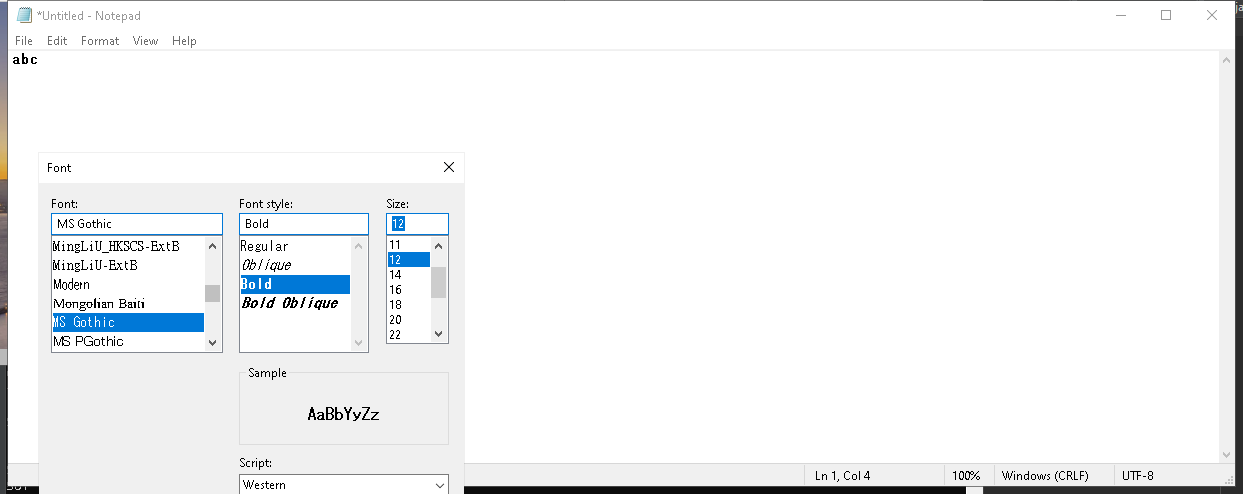 *Untitled - Notepad
File Edit Format View Help
abc
Font
Font: Font style: Size:
MS Gothic Bold 12
MingLiU_HKSCS-ExtB Regular 11
MingLiU-ExtB Oblique 12
Modern Bold 14
Mongolian Baiti Bold Oblique 16
MS Gothic 18
MS PGothic 20
22
Sample
AaBbYyZz
Script:
Western
Ln 1, Col 4 100% Windows (CRLF) UTF-8